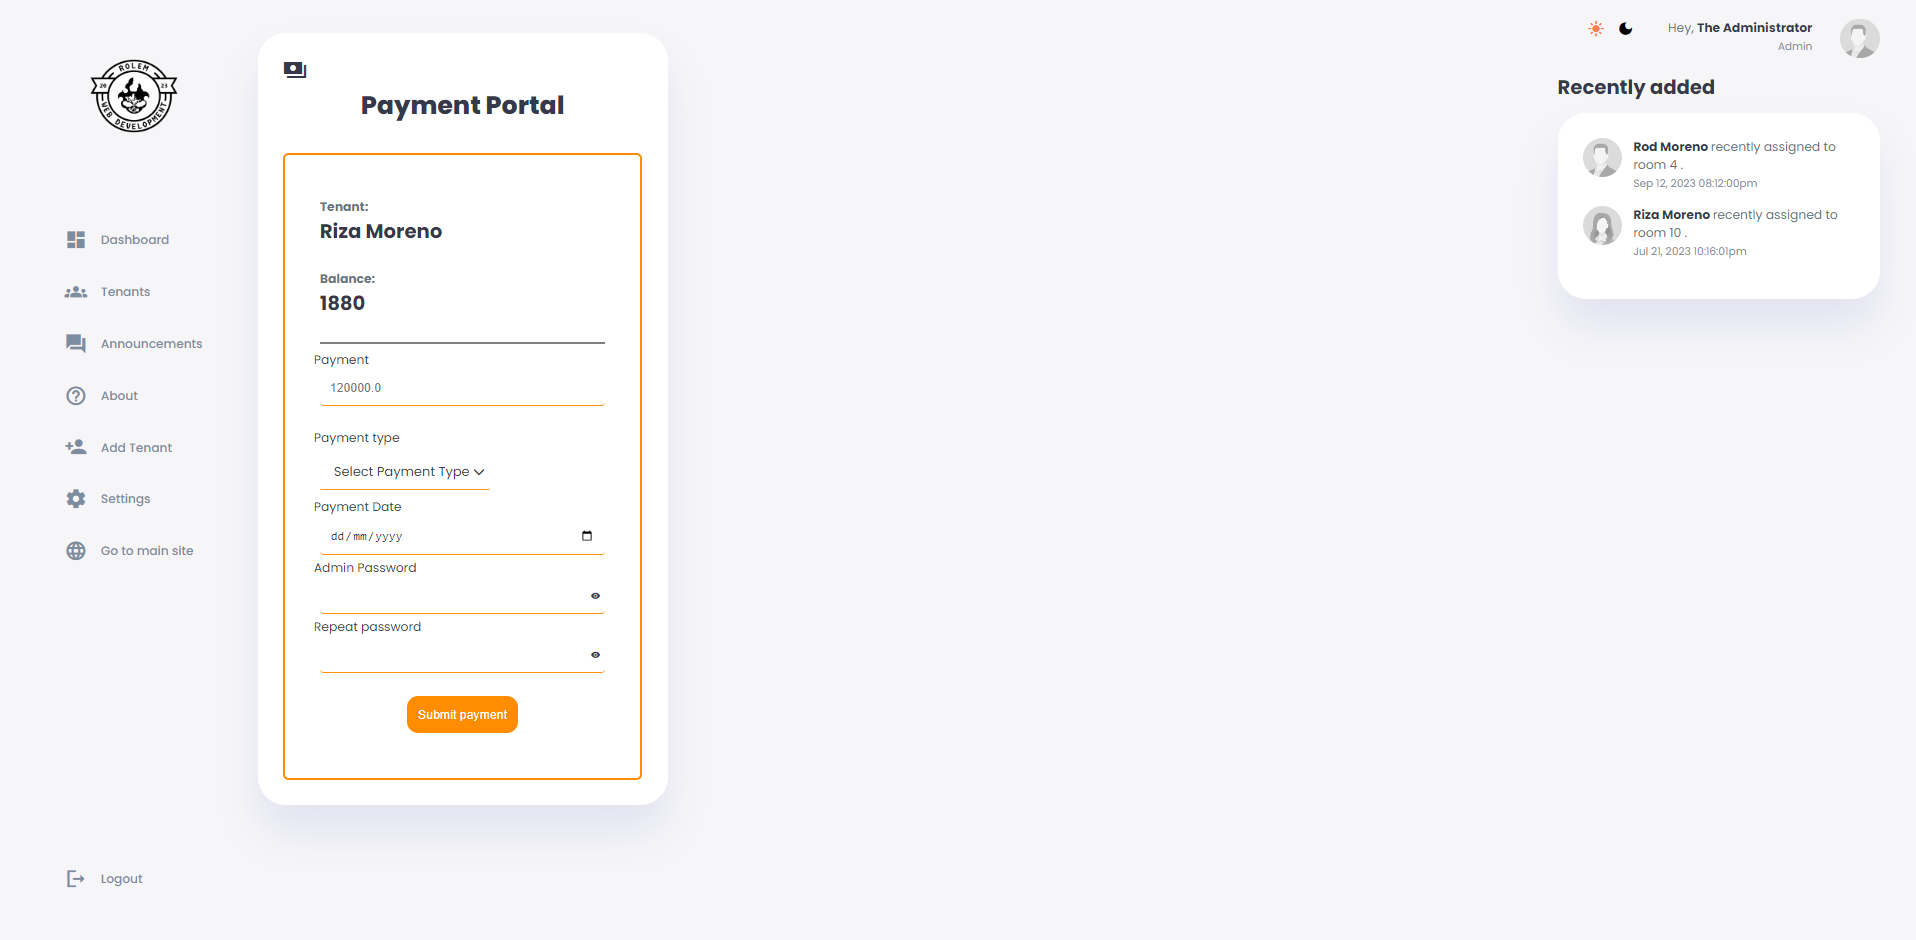 ROLEM
20 23
WEB DEVELOPMENT
Dashboard
Tenants
Announcements
About
Add Tenant
Settings
Go to main site
Logout
Payment Portal
Tenant:
Riza Moreno
Balance:
1880
Payment
120000.0
Payment type
Select Payment Type
Payment Date
dd/mm/yyyy
Admin Password
Repeat password
Submit payment
Hey, The Administrator
Admin
Recently added
Rod Moreno recently assigned to
room 4 .
Sep 12, 2023 08:12:00pm
Riza Moreno recently assigned to
room 10 .
Jul 21, 2023 10:16:01pm